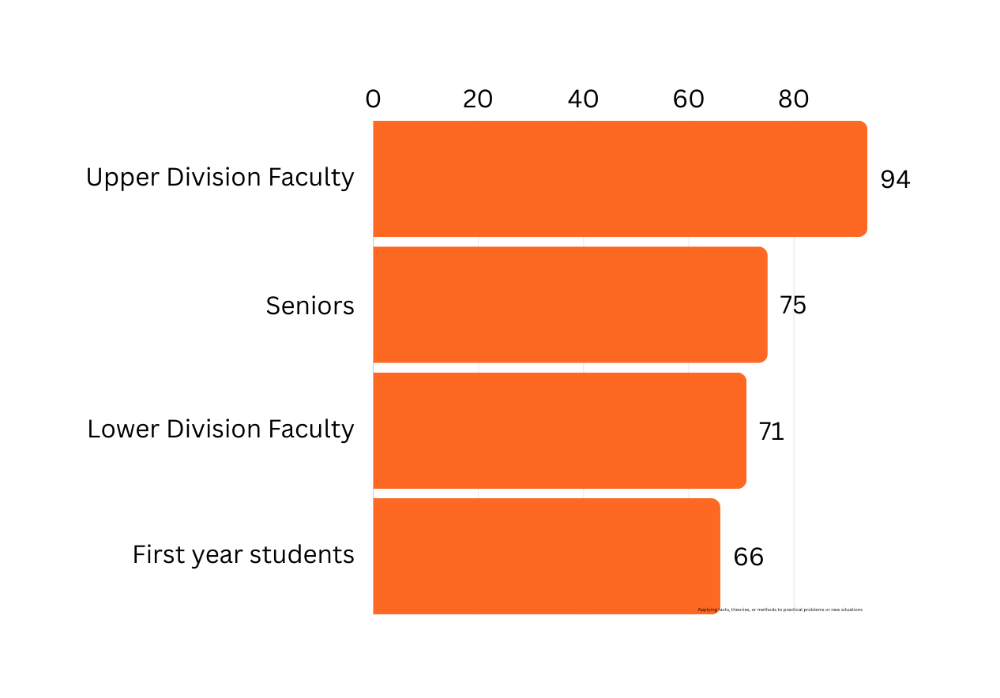 0 20 40 60 80
Upper Division Faculty 94
Seniors 75
Lower Division Faculty 71
First year students 66
Applying facts, theories, or methods to practical problems or new situations